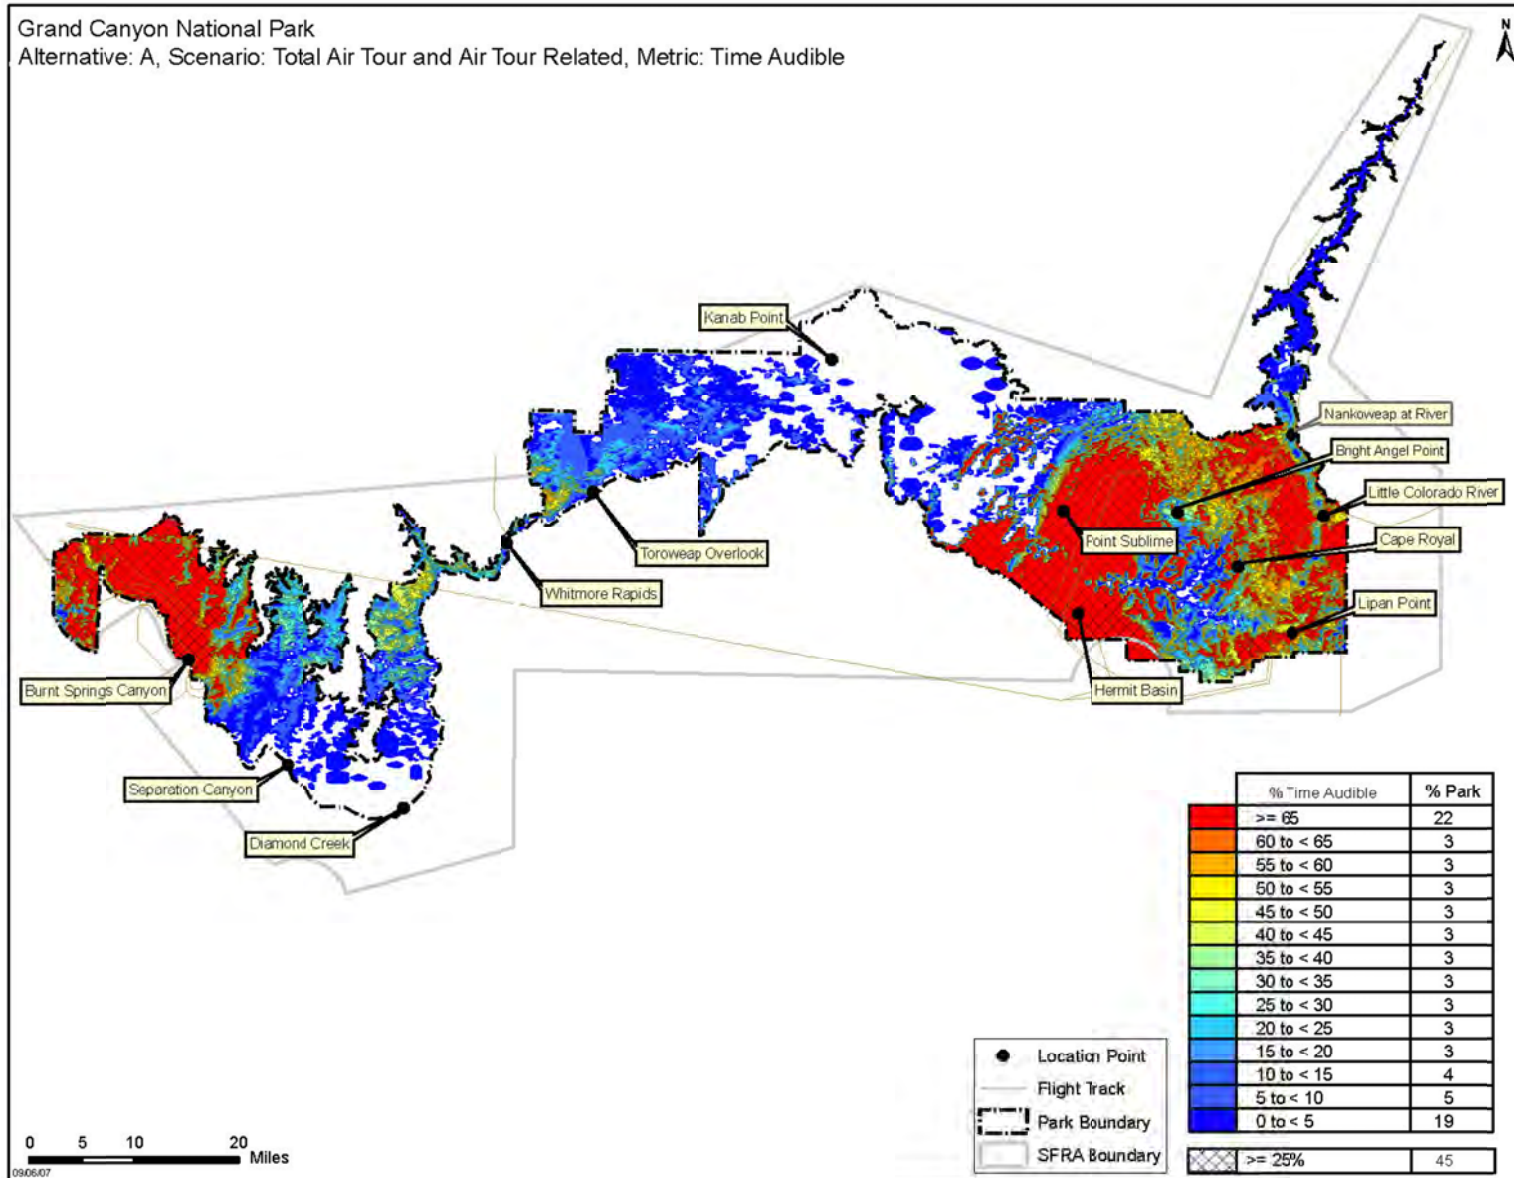 Grand Canyon National Park
Alternative: A, Scenario: Total Air Tour and Air Tour Related, Metric: Time Audible
N
Kanab Point
Nankoweap at River
Bright Angel Point
Little Colorado River
Toroweap Overlook
Point Sublime
Cape Royal
Whitmore Rapids
Lipan Point
Burnt Springs Canyon
Hermit Basin
Separation Canyon
Diamond Creek
% Time Audible % Park
>= 65 22
60 to < 65 3
55 to < 60 3
50 to < 55 3
45 to < 50 3
40 to < 45 3
35 to < 40 3
30 to < 35 3
25 to < 30 3
20 to < 25 3
15 to < 20 3
10 to < 15 4
5 to < 10 5
0 to < 5 19
>= 25% 45
Location Point
Flight Track
Park Boundary
SFRA Boundary
0 5 10 20
Miles
09/06/07